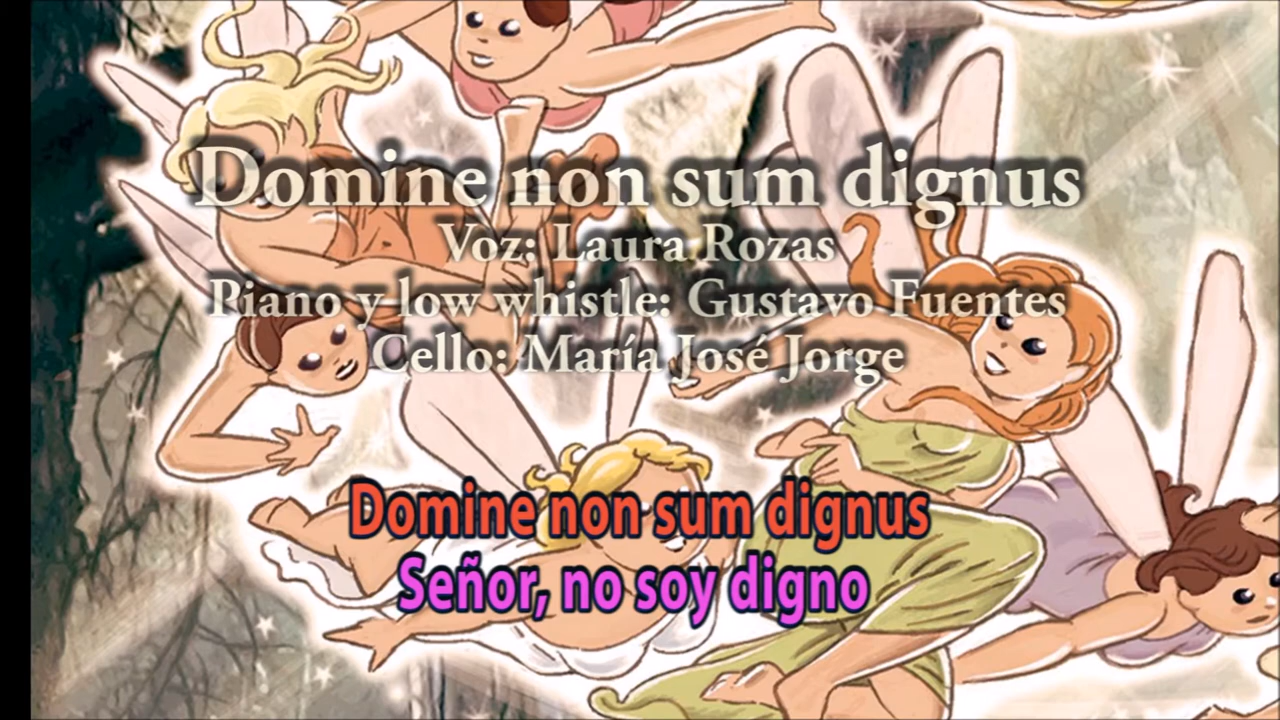 Domine non sum dignus
Voz: Laura Rozas
Piano y low whistle: Gustavo Fuentes
Cello: María José Jorge
Domine non sum dignus
Señor, no soy digno